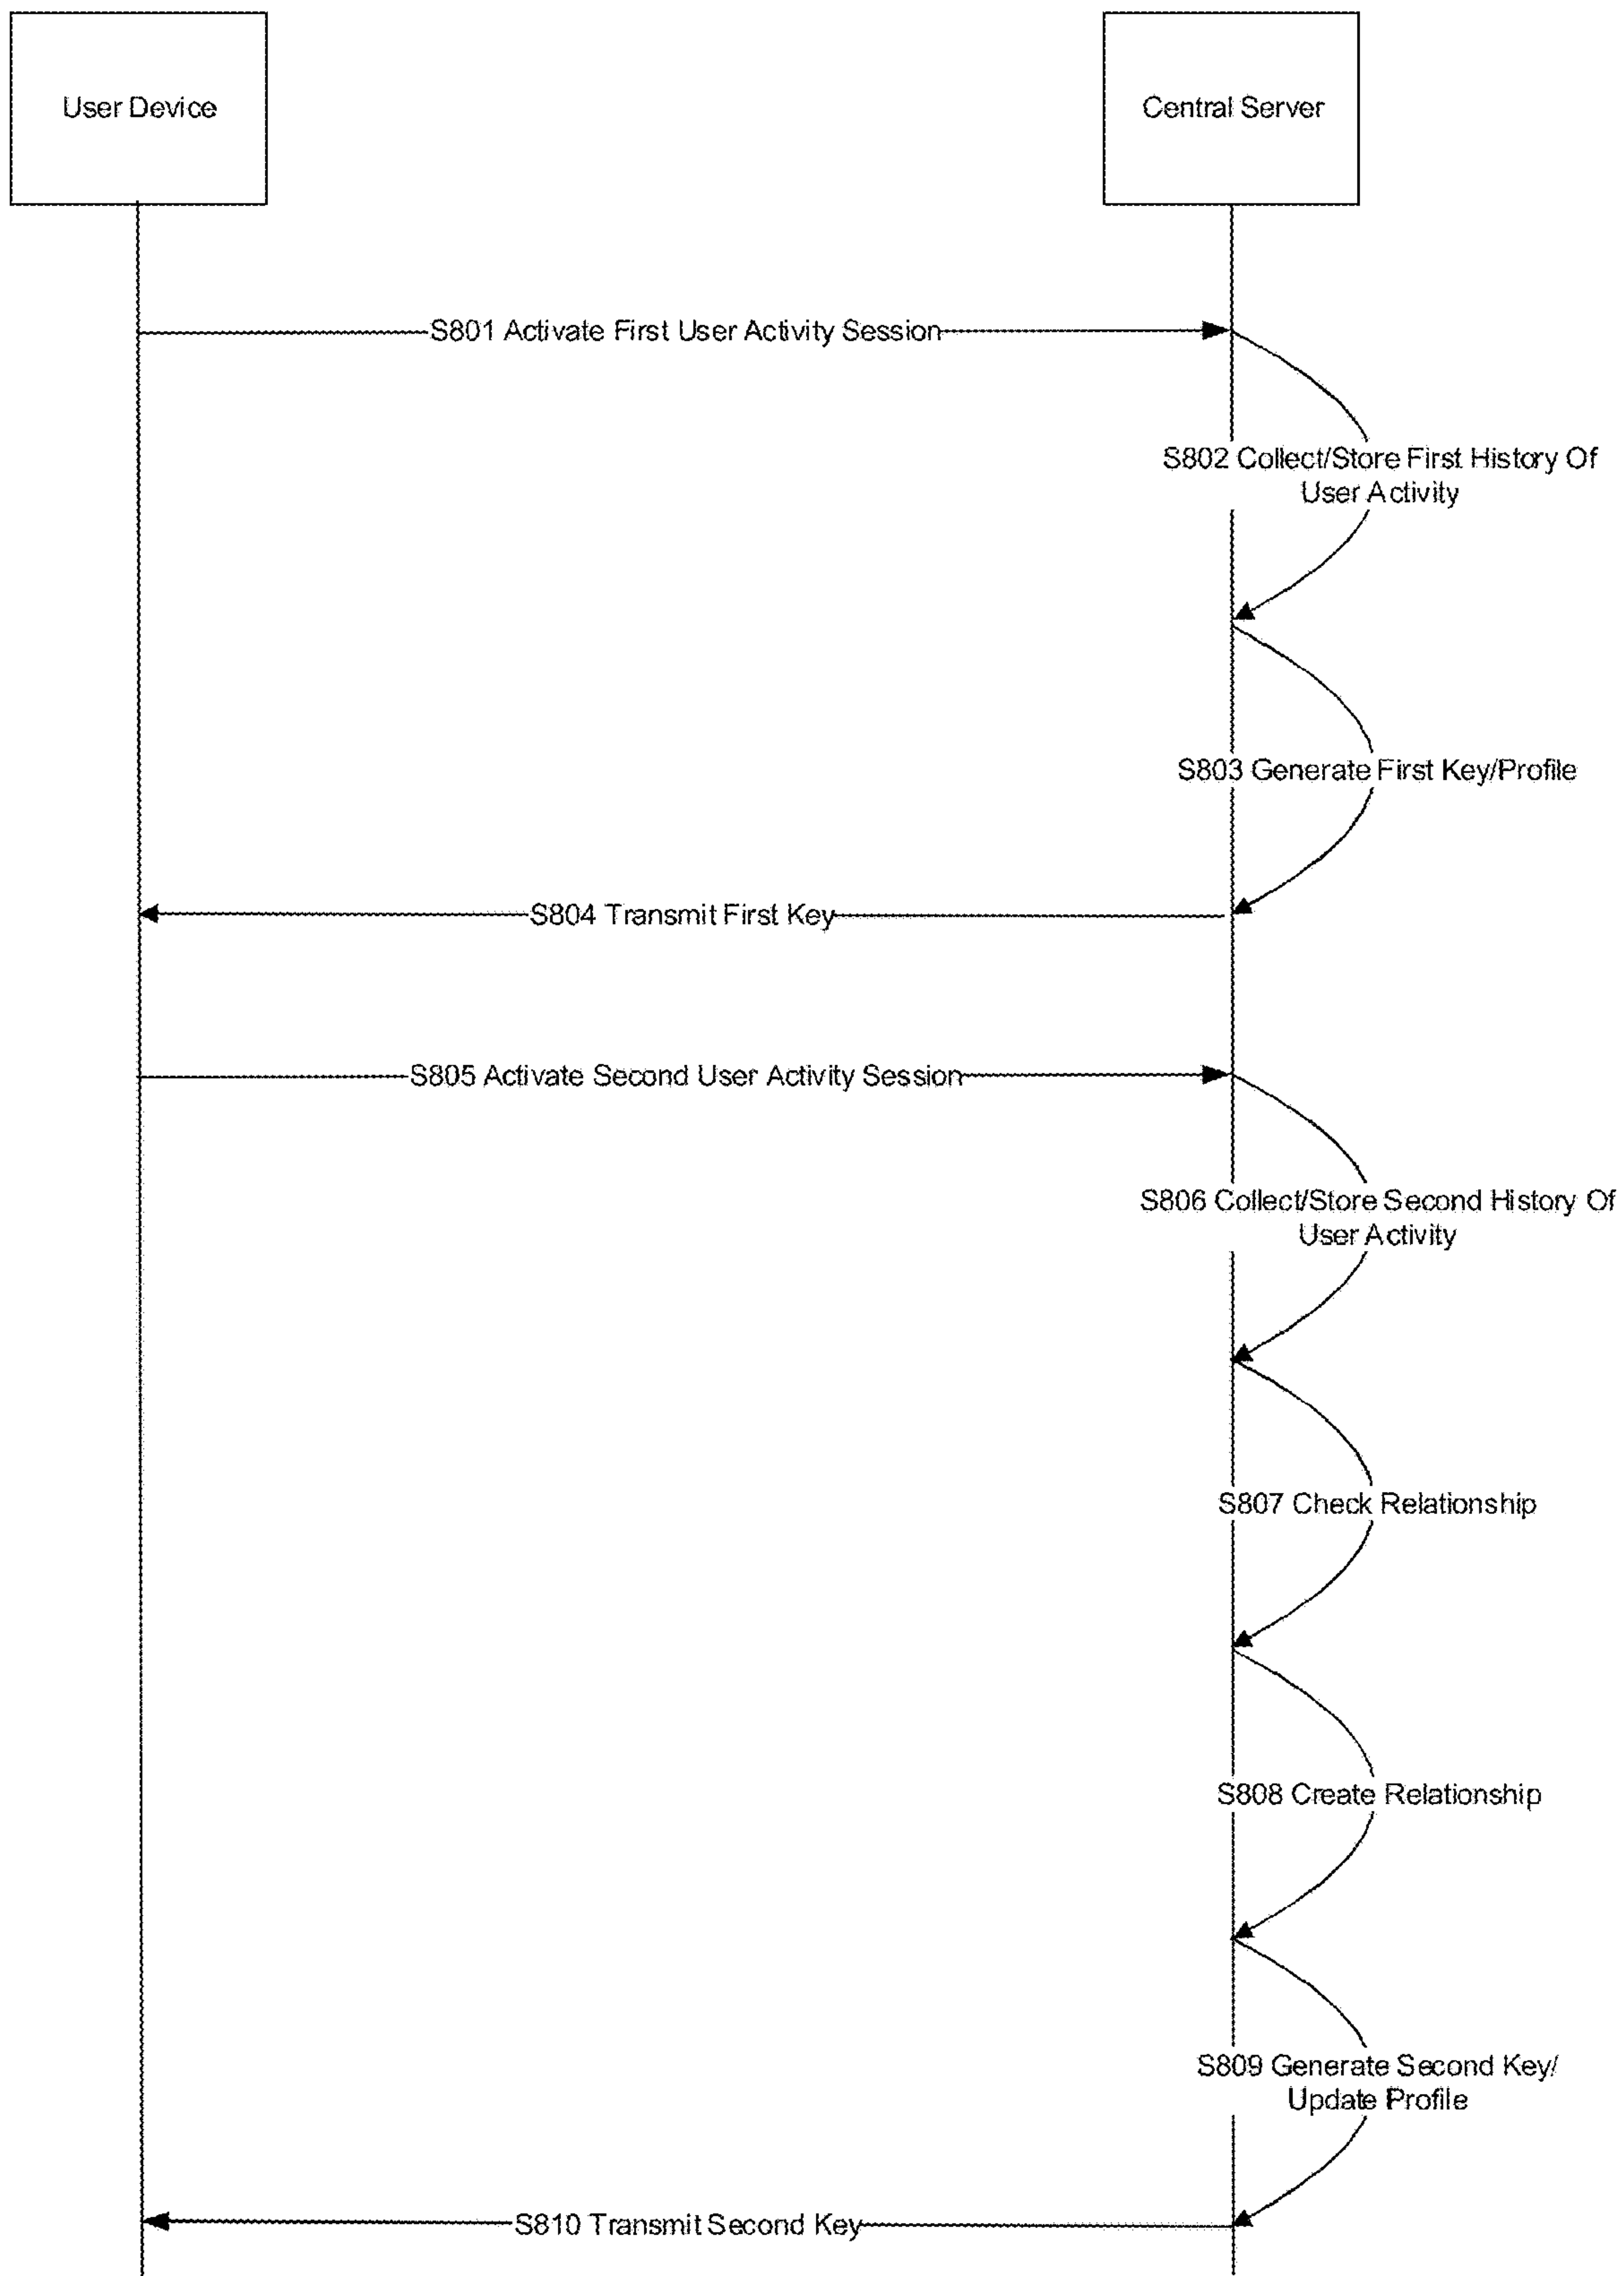 User Device
Central Server
S801 Activate First User Activity Session
S802 Collect/Store First History Of
User Activity
S803 Generate First Key/Profile
S804 Transmit First Key
S805 Activate Second User Activity Session
S806 Collect/Store Second History Of
User Activity
S807 Check Relationship
S808 Create Relationship
S809 Generate Second Key/
Update Profile
S810 Transmit Second Key